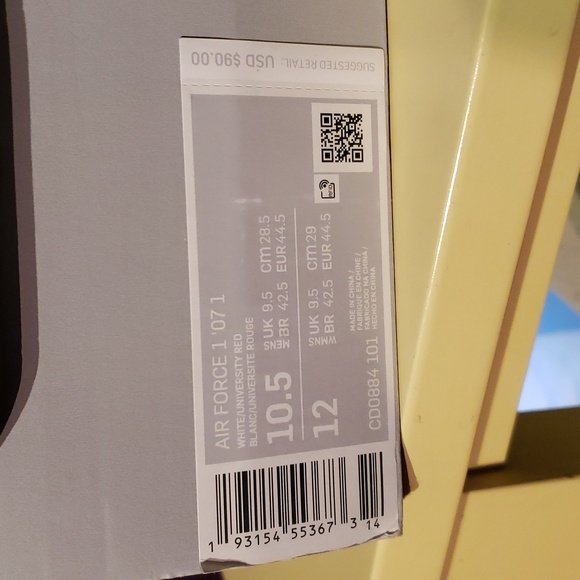 SUGGESTED RETAIL: USD $90.00
AIR FORCE 1 '07 1
WHITE/UNIVERSITY RED
BLANC/UNIVERSITE ROUGE
10.5 MENS UK 9.5 cm 28.5
BR 42.5 EUR 44.5
12 WMNS UK 9.5 cm 29
BR 42.5 EUR 44.5
MADE IN CHINA /
FABRIQUE EN CHINE /
FABRICADO NA CHINA /
HECHO EN CHINA
CD0884 101
1 93154 55367 3 14